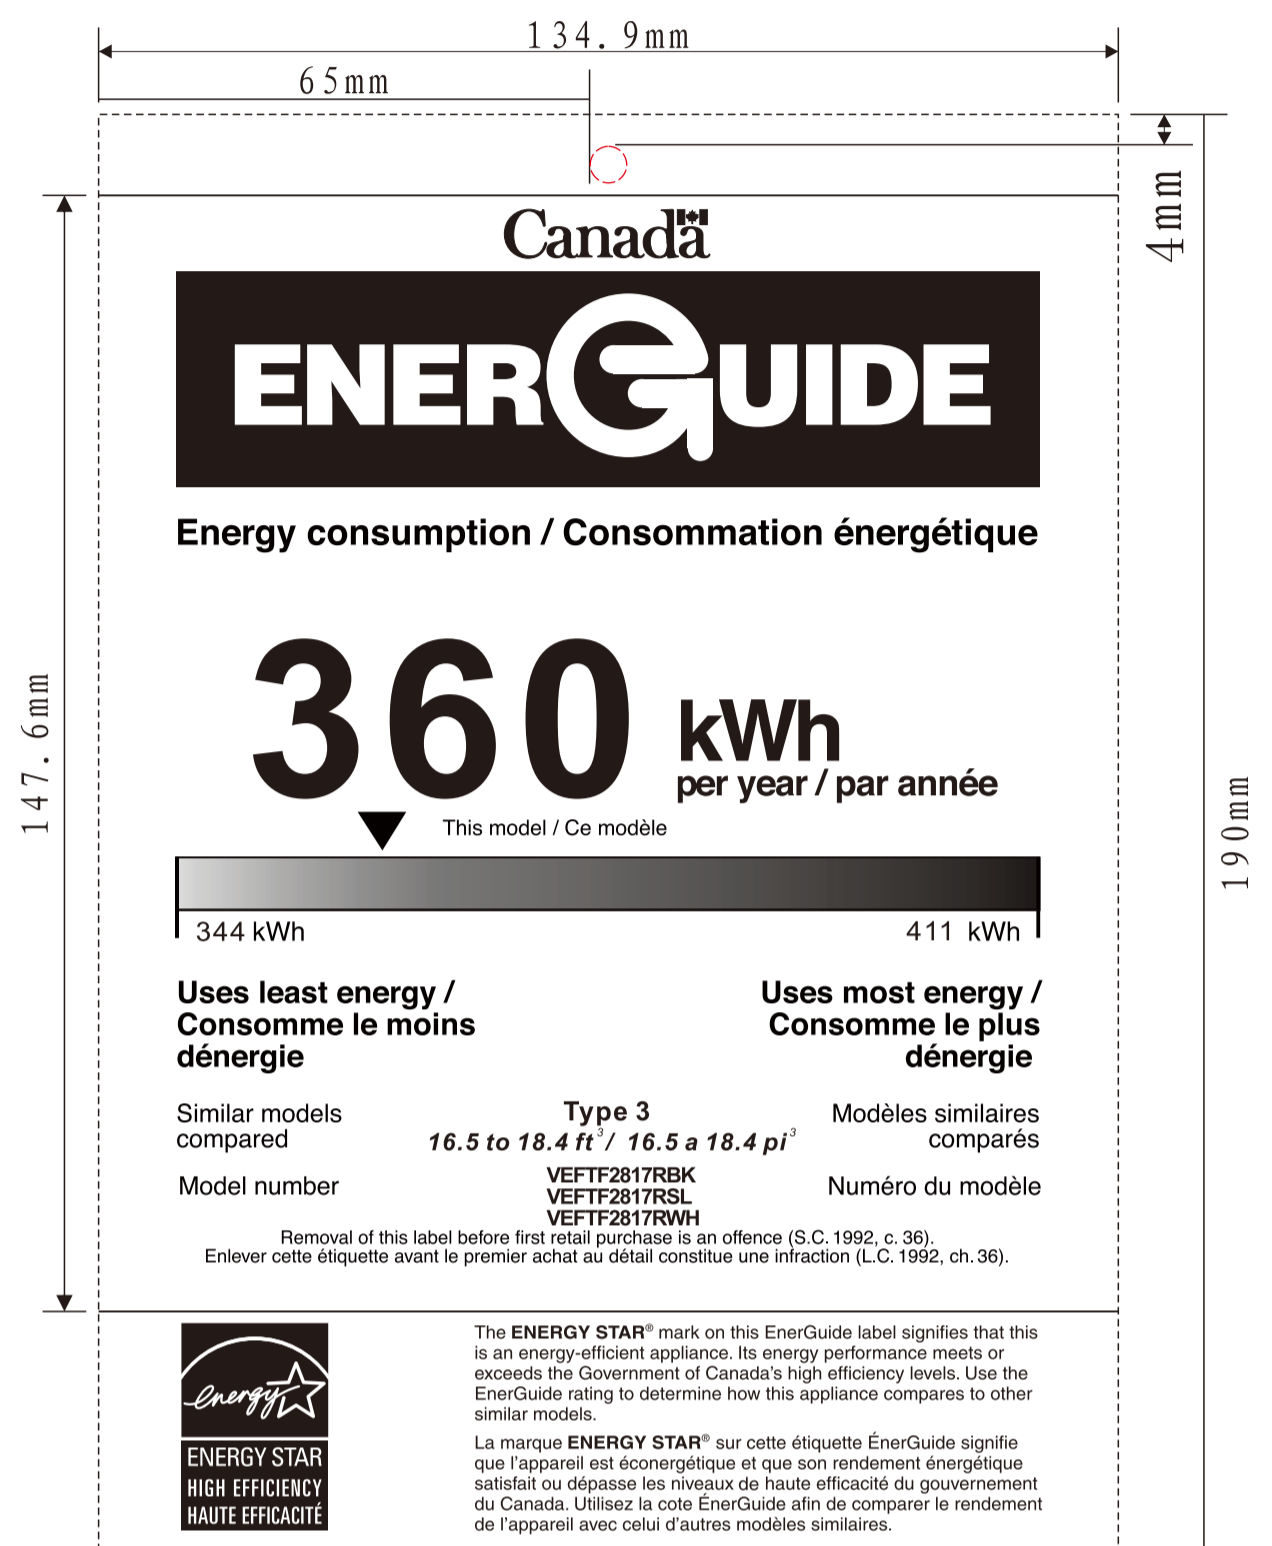 134.9mm
65mm
4mm
Canada
ENERGUIDE
Energy consumption / Consommation énergétique
147.6mm
190mm
360 kWh
per year / par année
This model / Ce modèle
344 kWh
411 kWh
Uses least energy /
Consomme le moins
dénergie
Uses most energy /
Consomme le plus
dénergie
Similar models
compared
Type 3
16.5 to 18.4 ft³/ 16.5 a 18.4 pi³
Modèles similaires
comparés
Model number
VEFTF2817RBK
VEFTF2817RSL
VEFTF2817RWH
Numéro du modèle
Removal of this label before first retail purchase is an offence (S.C. 1992, c. 36).
Enlever cette étiquette avant le premier achat au détail constitue une infraction (L.C. 1992, ch. 36).
energy
ENERGY STAR
HIGH EFFICIENCY
HAUTE EFFICACITÉ
The ENERGY STAR® mark on this EnerGuide label signifies that this
is an energy-efficient appliance. Its energy performance meets or
exceeds the Government of Canada's high efficiency levels. Use the
EnerGuide rating to determine how this appliance compares to other
similar models.
La marque ENERGY STAR® sur cette étiquette ÉnerGuide signifie
que l'appareil est éconergétique et que son rendement énergétique
satisfait ou dépasse les niveaux de haute efficacité du gouvernement
du Canada. Utilisez la cote ÉnerGuide afin de comparer le rendement
de l'appareil avec celui d'autres modèles similaires.